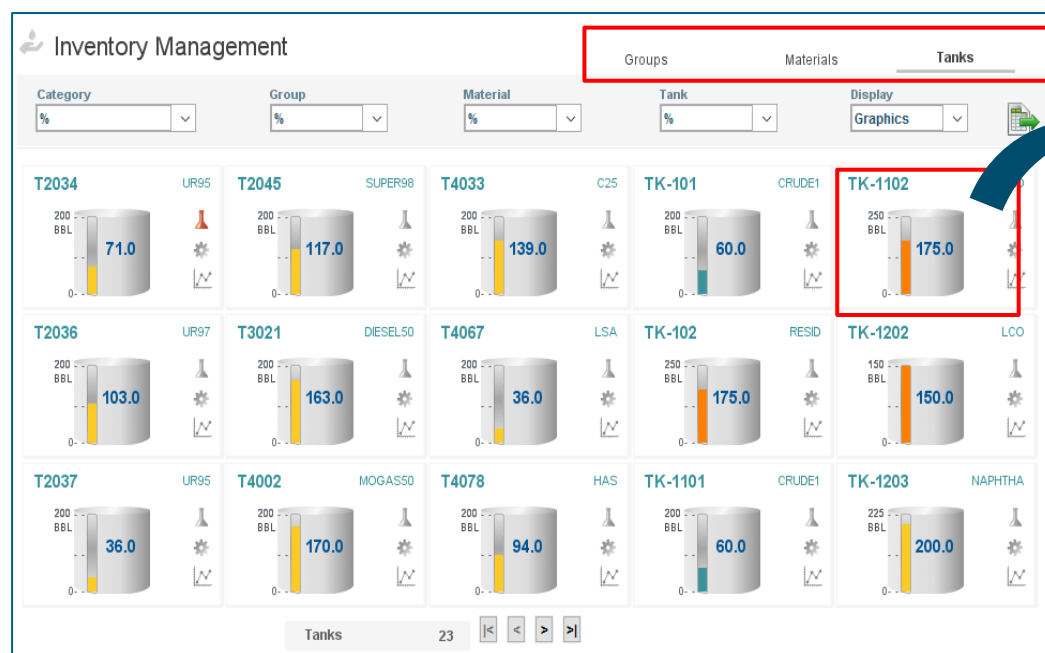 Inventory Management
Groups Materials Tanks
Category Group Material Tank Display
% % % % Graphics
T2034 UR95 T2045 SUPER98 T4033 C25 TK-101 CRUDE1 TK-1102
200 200 200 200 250
BBL BBL BBL BBL BBL
71.0 117.0 139.0 60.0 175.0
0 0 0 0 0
T2036 UR97 T3021 DIESEL50 T4067 LSA TK-102 RESID TK-1202 LCO
200 200 200 250 150
BBL BBL BBL BBL BBL
103.0 163.0 36.0 175.0 150.0
0 0 0 0 0
T2037 UR95 T4002 MOGAS50 T4078 HAS TK-1101 CRUDE1 TK-1203 NAPHTHA
200 200 200 200 225
BBL BBL BBL BBL BBL
36.0 170.0 94.0 60.0 200.0
0 0 0 0 0
Tanks 23 |< < > >|